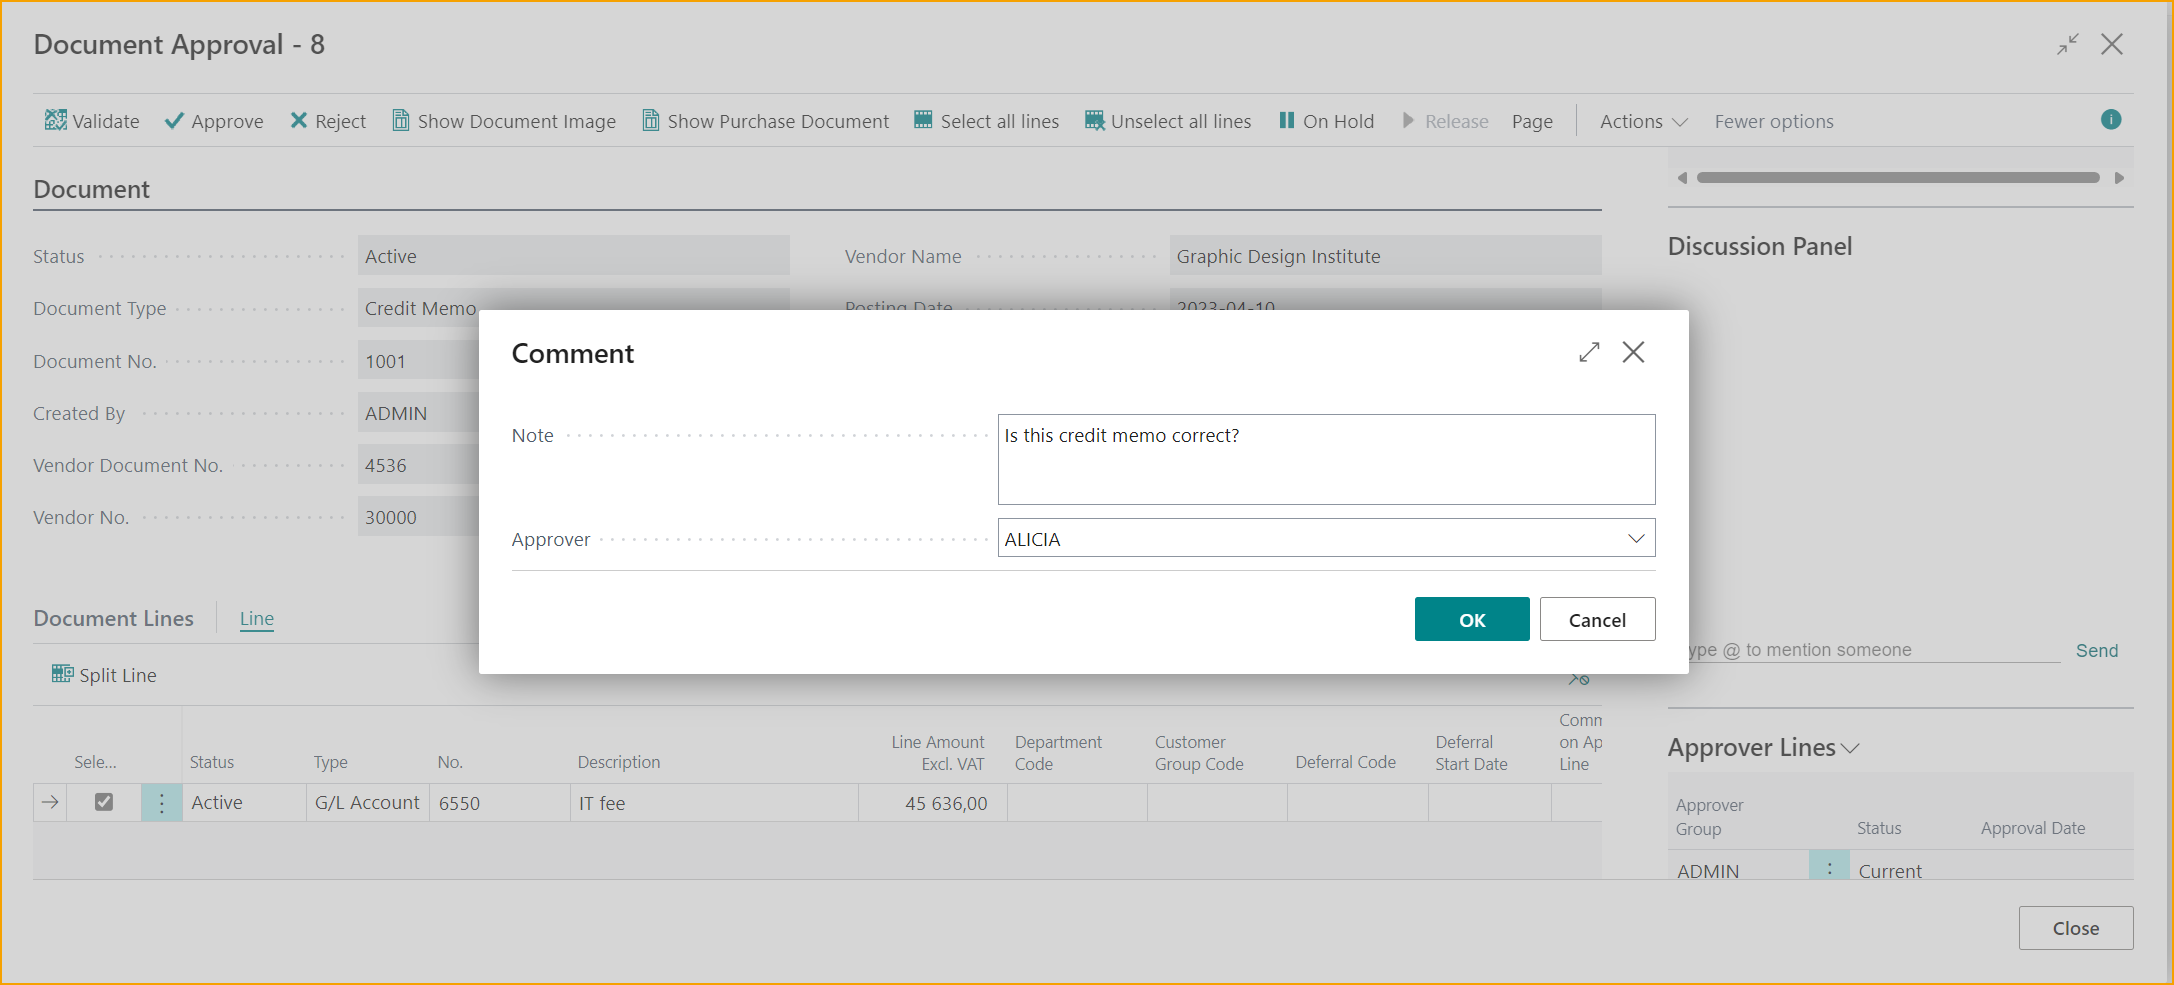 Document Approval - 8
Validate Approve Reject Show Document Image Show Purchase Document Select all lines Unselect all lines On Hold Release Page Actions Fewer options
Document
Discussion Panel
Status Active Vendor Name Graphic Design Institute
Document Type Credit Memo Posting Date 2023-04-10
Document No. 1001
Created By ADMIN
Vendor Document No. 4536
Vendor No. 30000
Comment
Note Is this credit memo correct?
Approver ALICIA
OK Cancel
Document Lines Line
ype @ to mention someone Send
Split Line
Approver Lines
Sele... Status Type No. Description Line Amount Excl. VAT Department Code Customer Group Code Deferral Code Deferral Start Date Comm on Ap Line
Active G/L Account 6550 IT fee 45 636,00
Approver Group Status Approval Date
ADMIN Current
Close